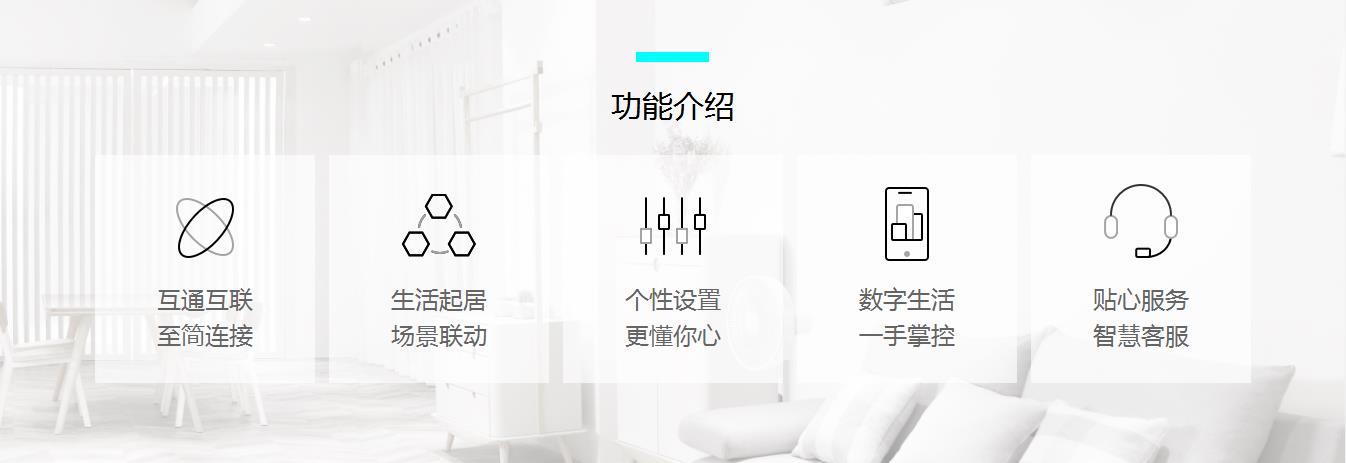 功能介绍
互通互联
至简连接
生活起居
场景联动
个性设置
更懂你心
数字生活
一手掌控
贴心服务
智慧客服